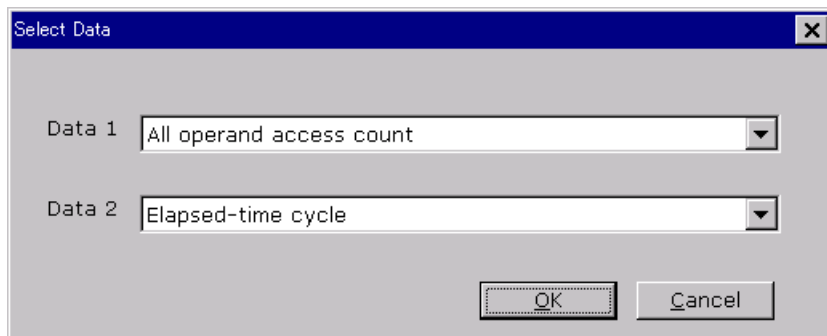 Select Data
Data 1 All operand access count
Data 2 Elapsed-time cycle
OK Cancel